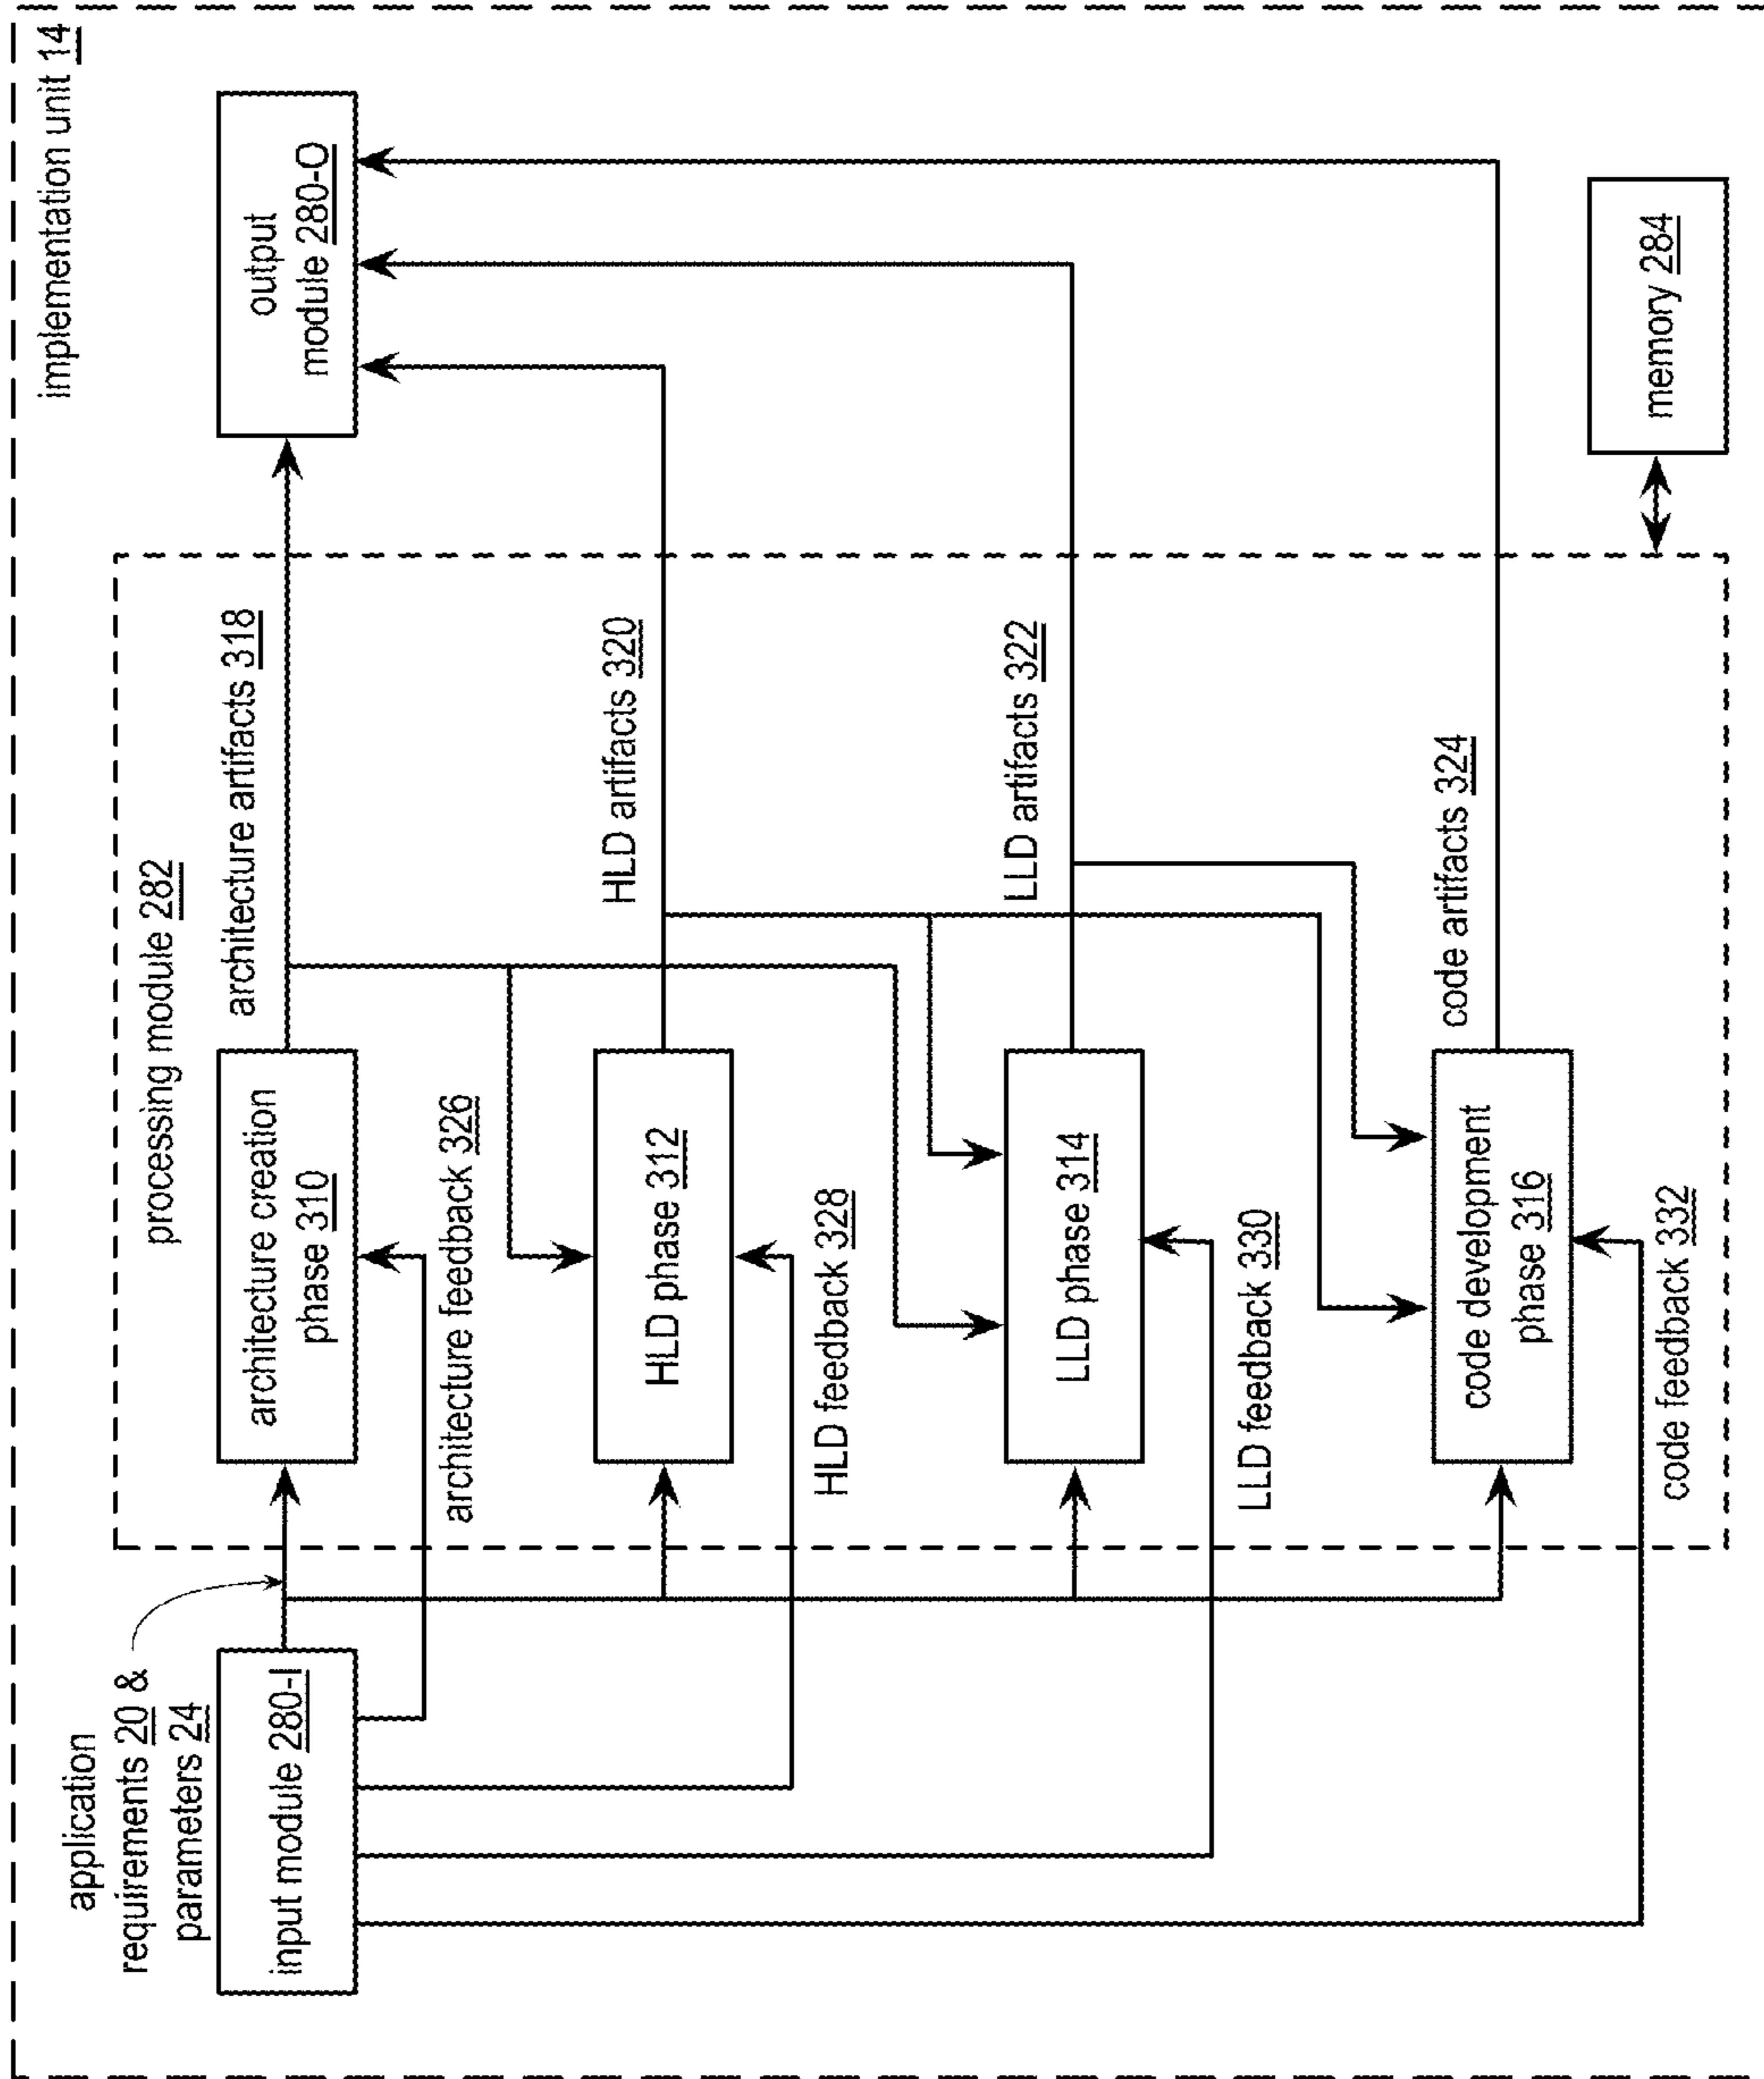 implementation unit 14
application
requirements 20 &
parameters 24
processing module 282
input module 280-I
architecture creation
phase 310
architecture artifacts 318
output
module 280-O
architecture feedback 326
HLD phase 312
HLD artifacts 320
HLD feedback 328
LLD phase 314
LLD artifacts 322
LLD feedback 330
code development
phase 316
code artifacts 324
code feedback 332
memory 284